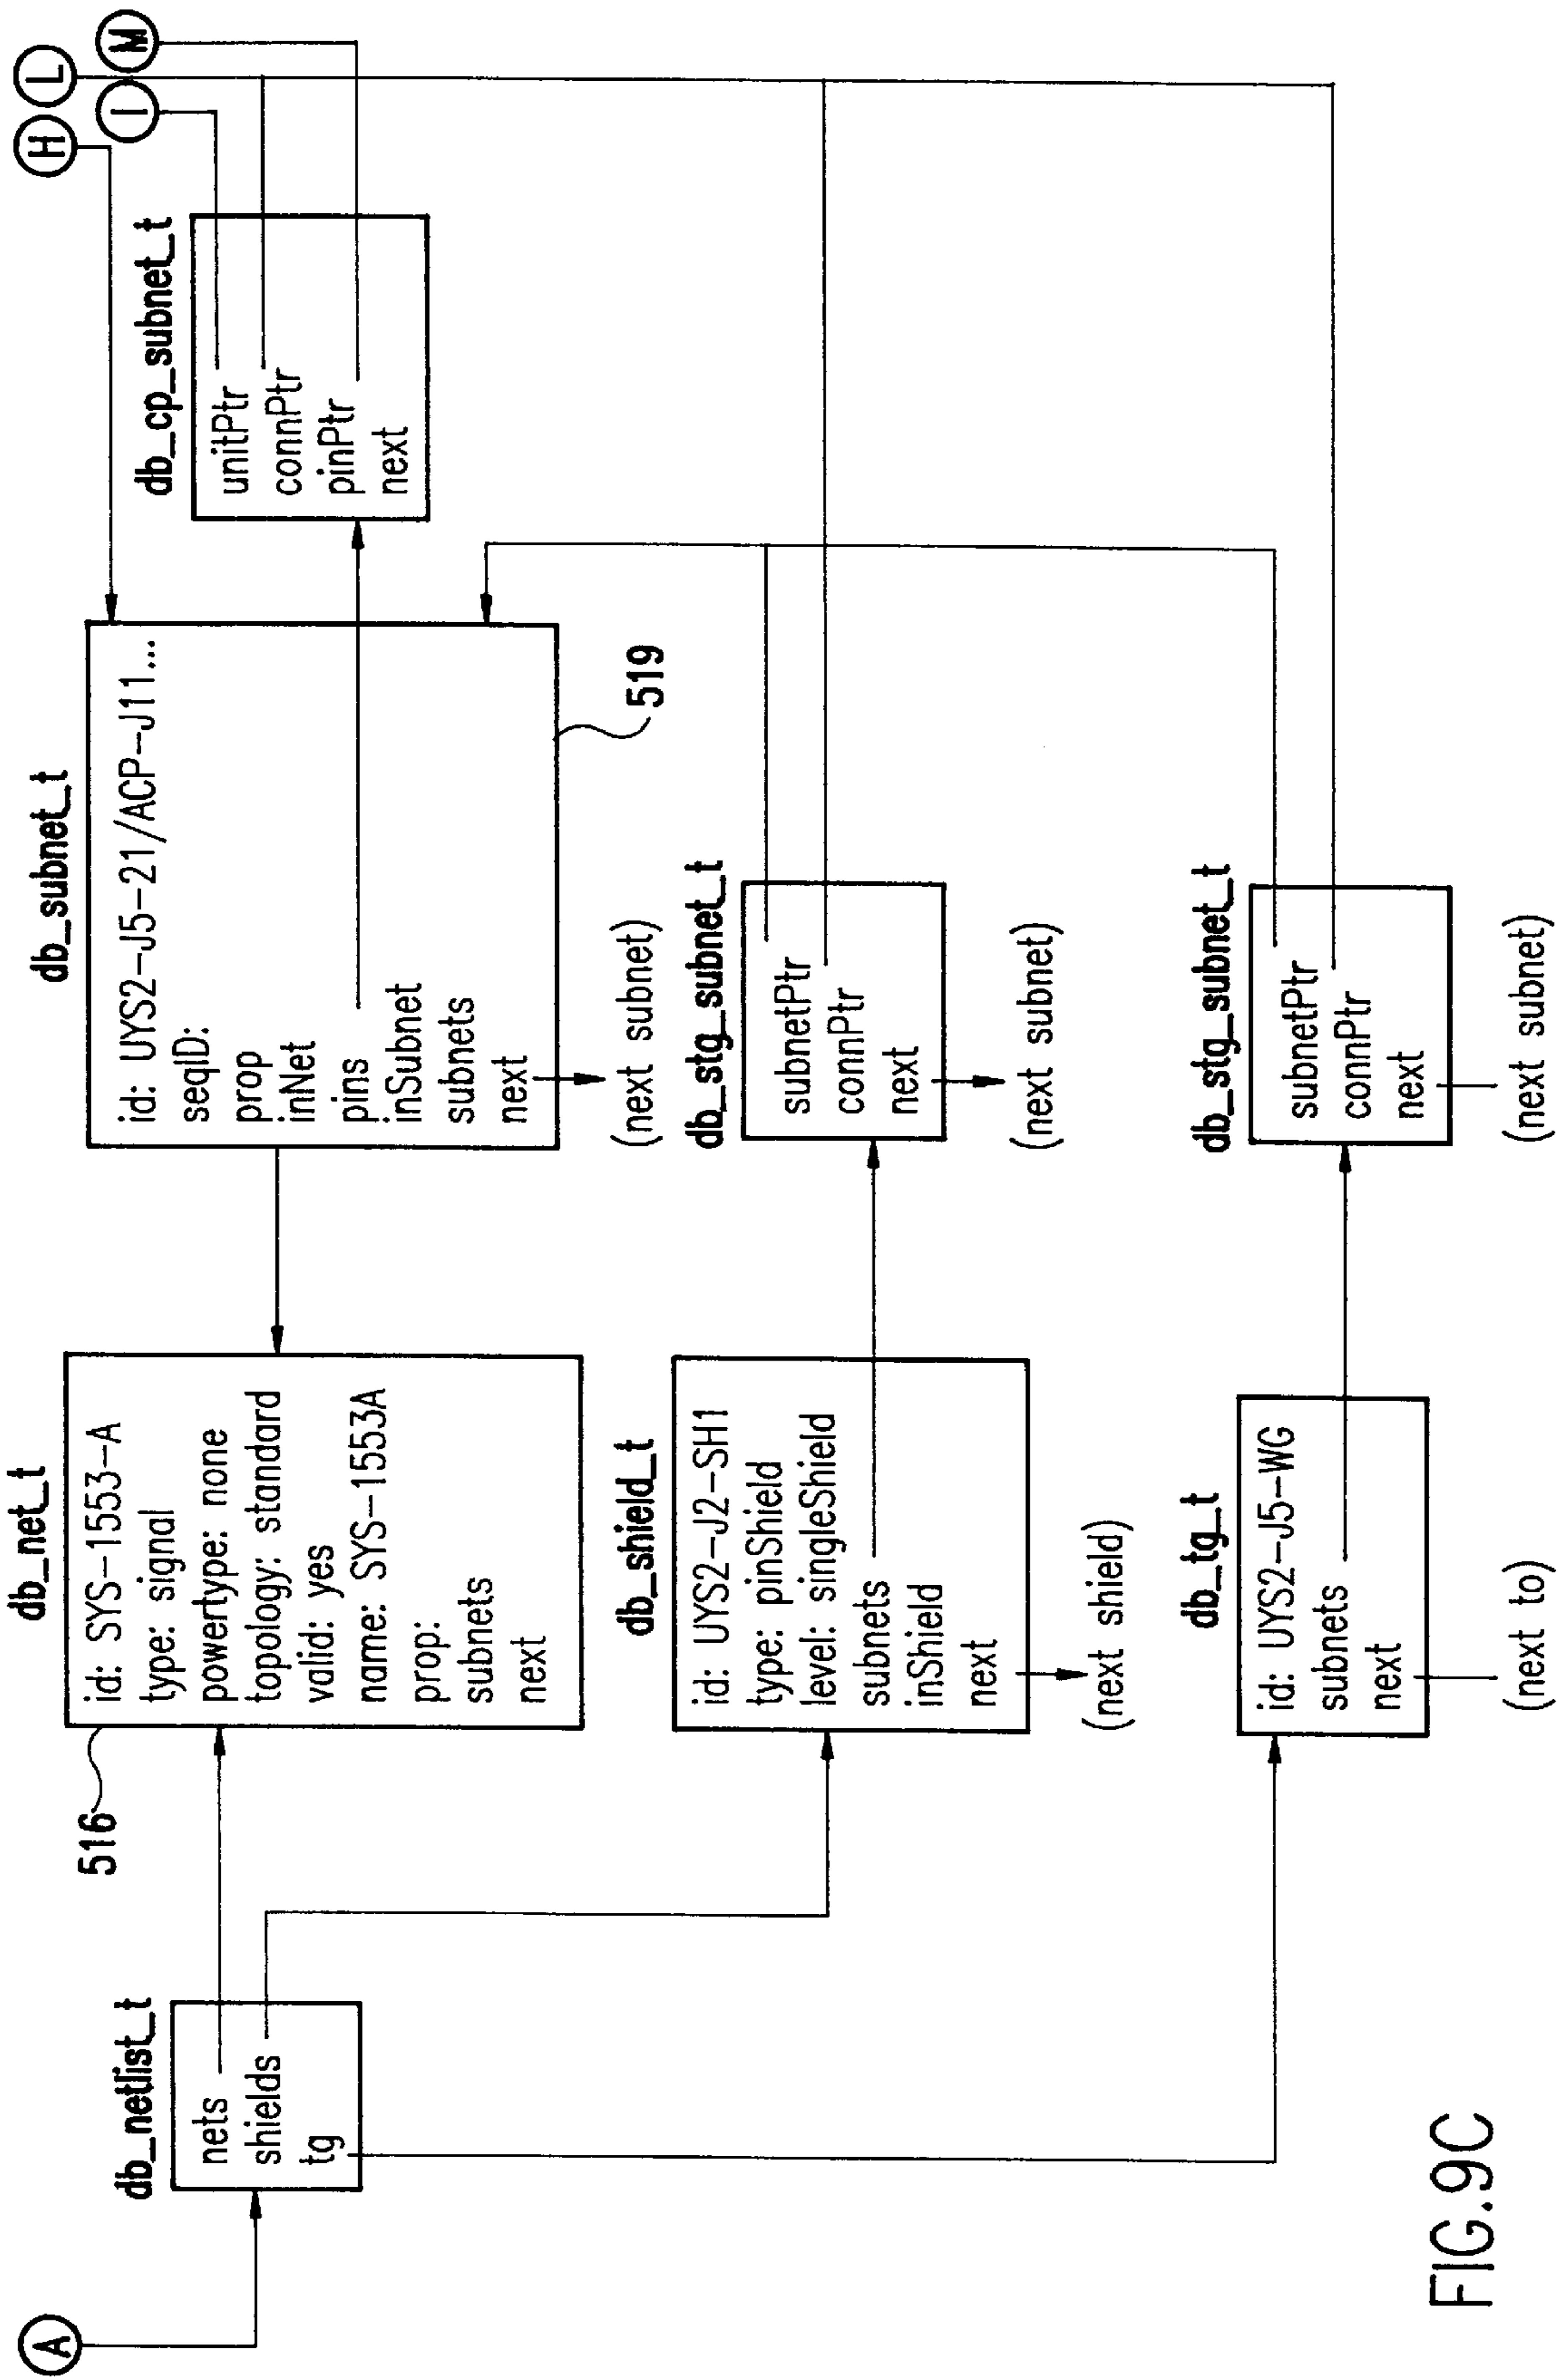 A
db_netlist_t
nets
shields
tg
516
db_net_t
id: SYS-1553-A
type: signal
powertype: none
topology: standard
valid: yes
name: SYS-1553A
prop:
subnets
next
db_shield_t
id: UYS2-J2-SH1
type: pinShield
level: singleShield
subnets
inShield
next
(next shield)
db_tg_t
id: UYS2-J5-WG
subnets
next
(next to)
db_subnet_t
id: UYS2-J5-21/ACP-J11...
seqID:
prop
inNet
pins
inSubnet
subnets
next
(next subnet)
519
db_stg_subnet_t
subnetPtr
connPtr
next
(next subnet)
db_stg_subnet_t
subnetPtr
connPtr
next
(next subnet)
db_cp_subnet_t
unitPtr
connPtr
pinPtr
next
H
I
L
M
FIG.9C